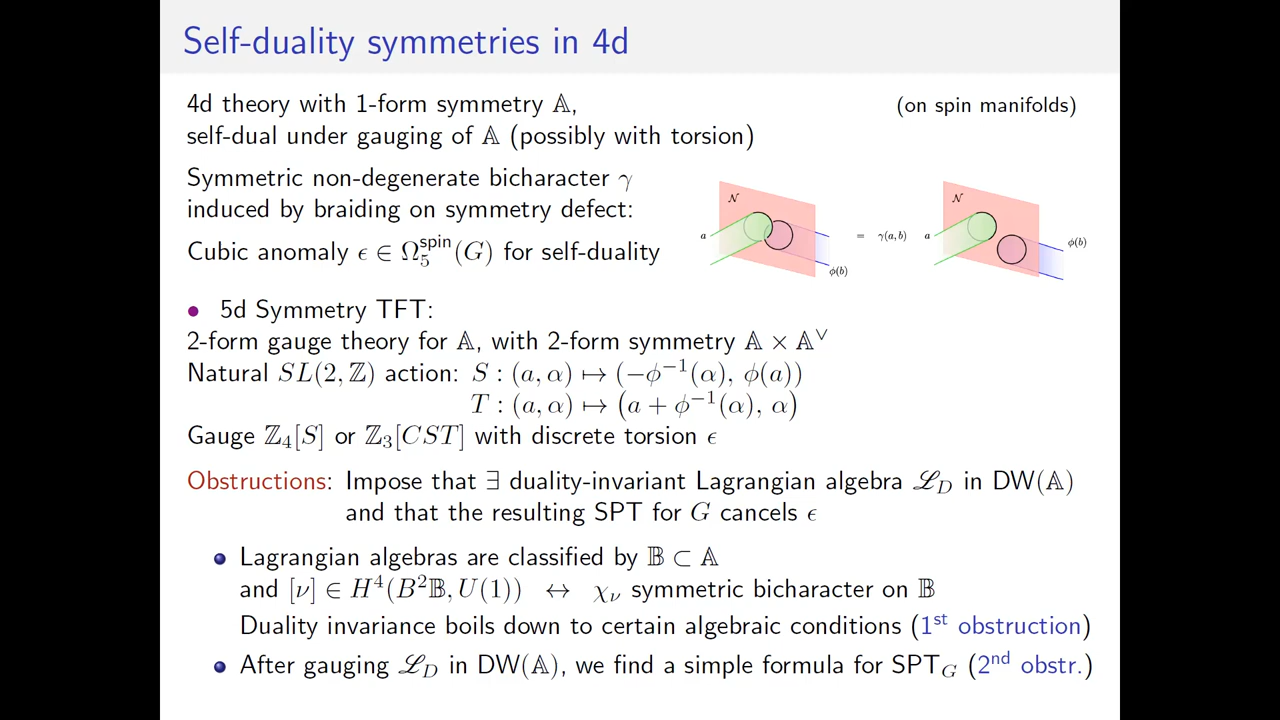 Self-duality symmetries in 4d
4d theory with 1-form symmetry 𝔸, (on spin manifolds)
self-dual under gauging of 𝔸 (possibly with torsion)
Symmetric non-degenerate bicharacter γ
induced by braiding on symmetry defect:
𝒩 a ϕ(b) = γ(a, b) 𝒩 a ϕ(b)
Cubic anomaly ϵ ∈ Ω₅^spin(G) for self-duality
• 5d Symmetry TFT:
2-form gauge theory for 𝔸, with 2-form symmetry 𝔸 × 𝔸^∨
Natural SL(2, ℤ) action: S : (a, α) ↦ (−ϕ⁻¹(α), ϕ(a))
T : (a, α) ↦ (a + ϕ⁻¹(α), α)
Gauge ℤ₄[S] or ℤ₃[CST] with discrete torsion ϵ
Obstructions: Impose that ∃ duality-invariant Lagrangian algebra ℒ_D in DW(𝔸)
and that the resulting SPT for G cancels ϵ
• Lagrangian algebras are classified by 𝔹 ⊂ 𝔸
and [ν] ∈ H⁴(B²𝔹, U(1)) ↔ χ_ν symmetric bicharacter on 𝔹
Duality invariance boils down to certain algebraic conditions (1st obstruction)
• After gauging ℒ_D in DW(𝔸), we find a simple formula for SPT_G (2nd obstr.)